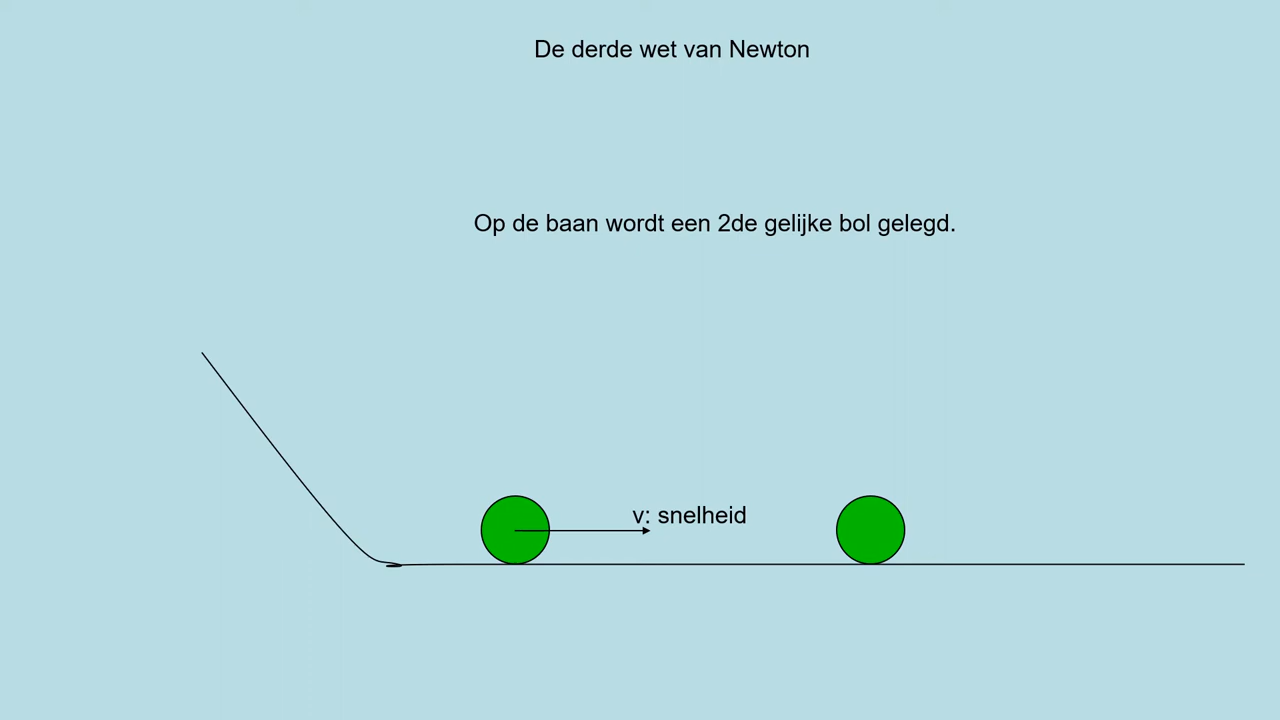 De derde wet van Newton
Op de baan wordt een 2de gelijke bol gelegd.
v: snelheid